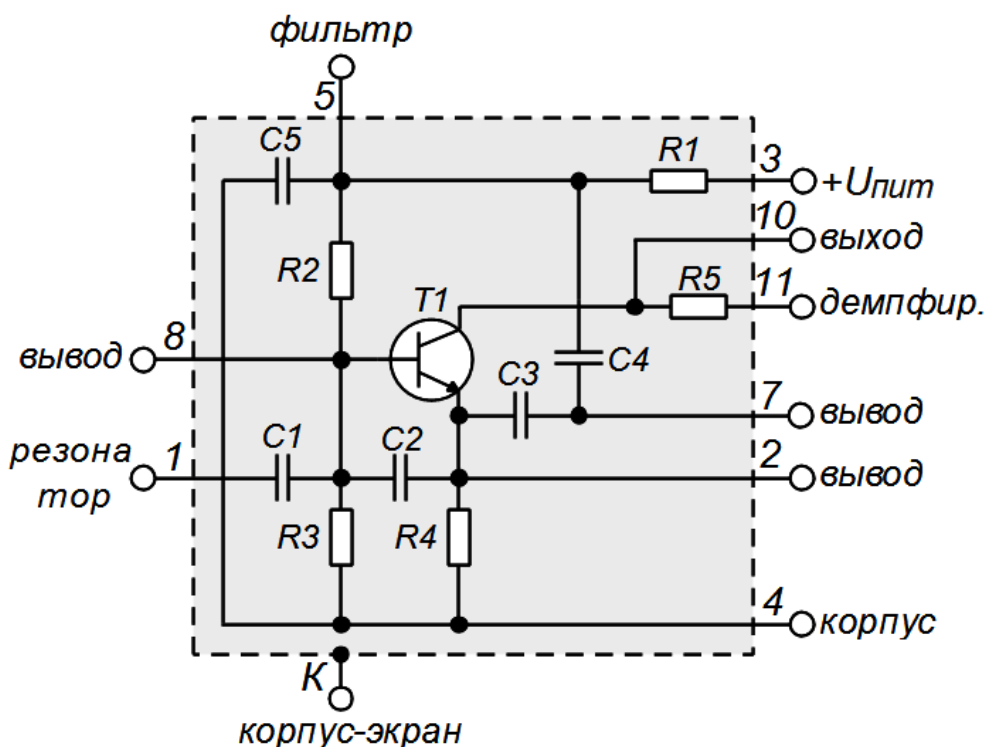 фильтр
5
C5
R1
3
+Uпит
10
выход
R2
T1
R5
11
демпфир.
8
вывод
C3
C4
7
вывод
резона
тор
1
C1
C2
2
вывод
R3
R4
4
корпус
К
корпус-экран